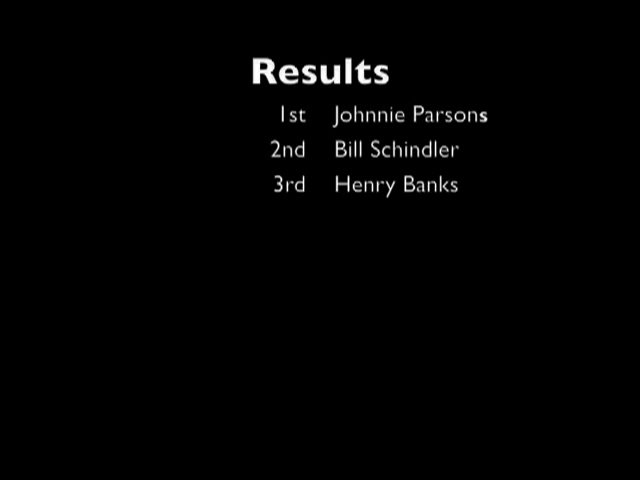 Results
1st Johnnie Parsons
2nd Bill Schindler
3rd Henry Banks